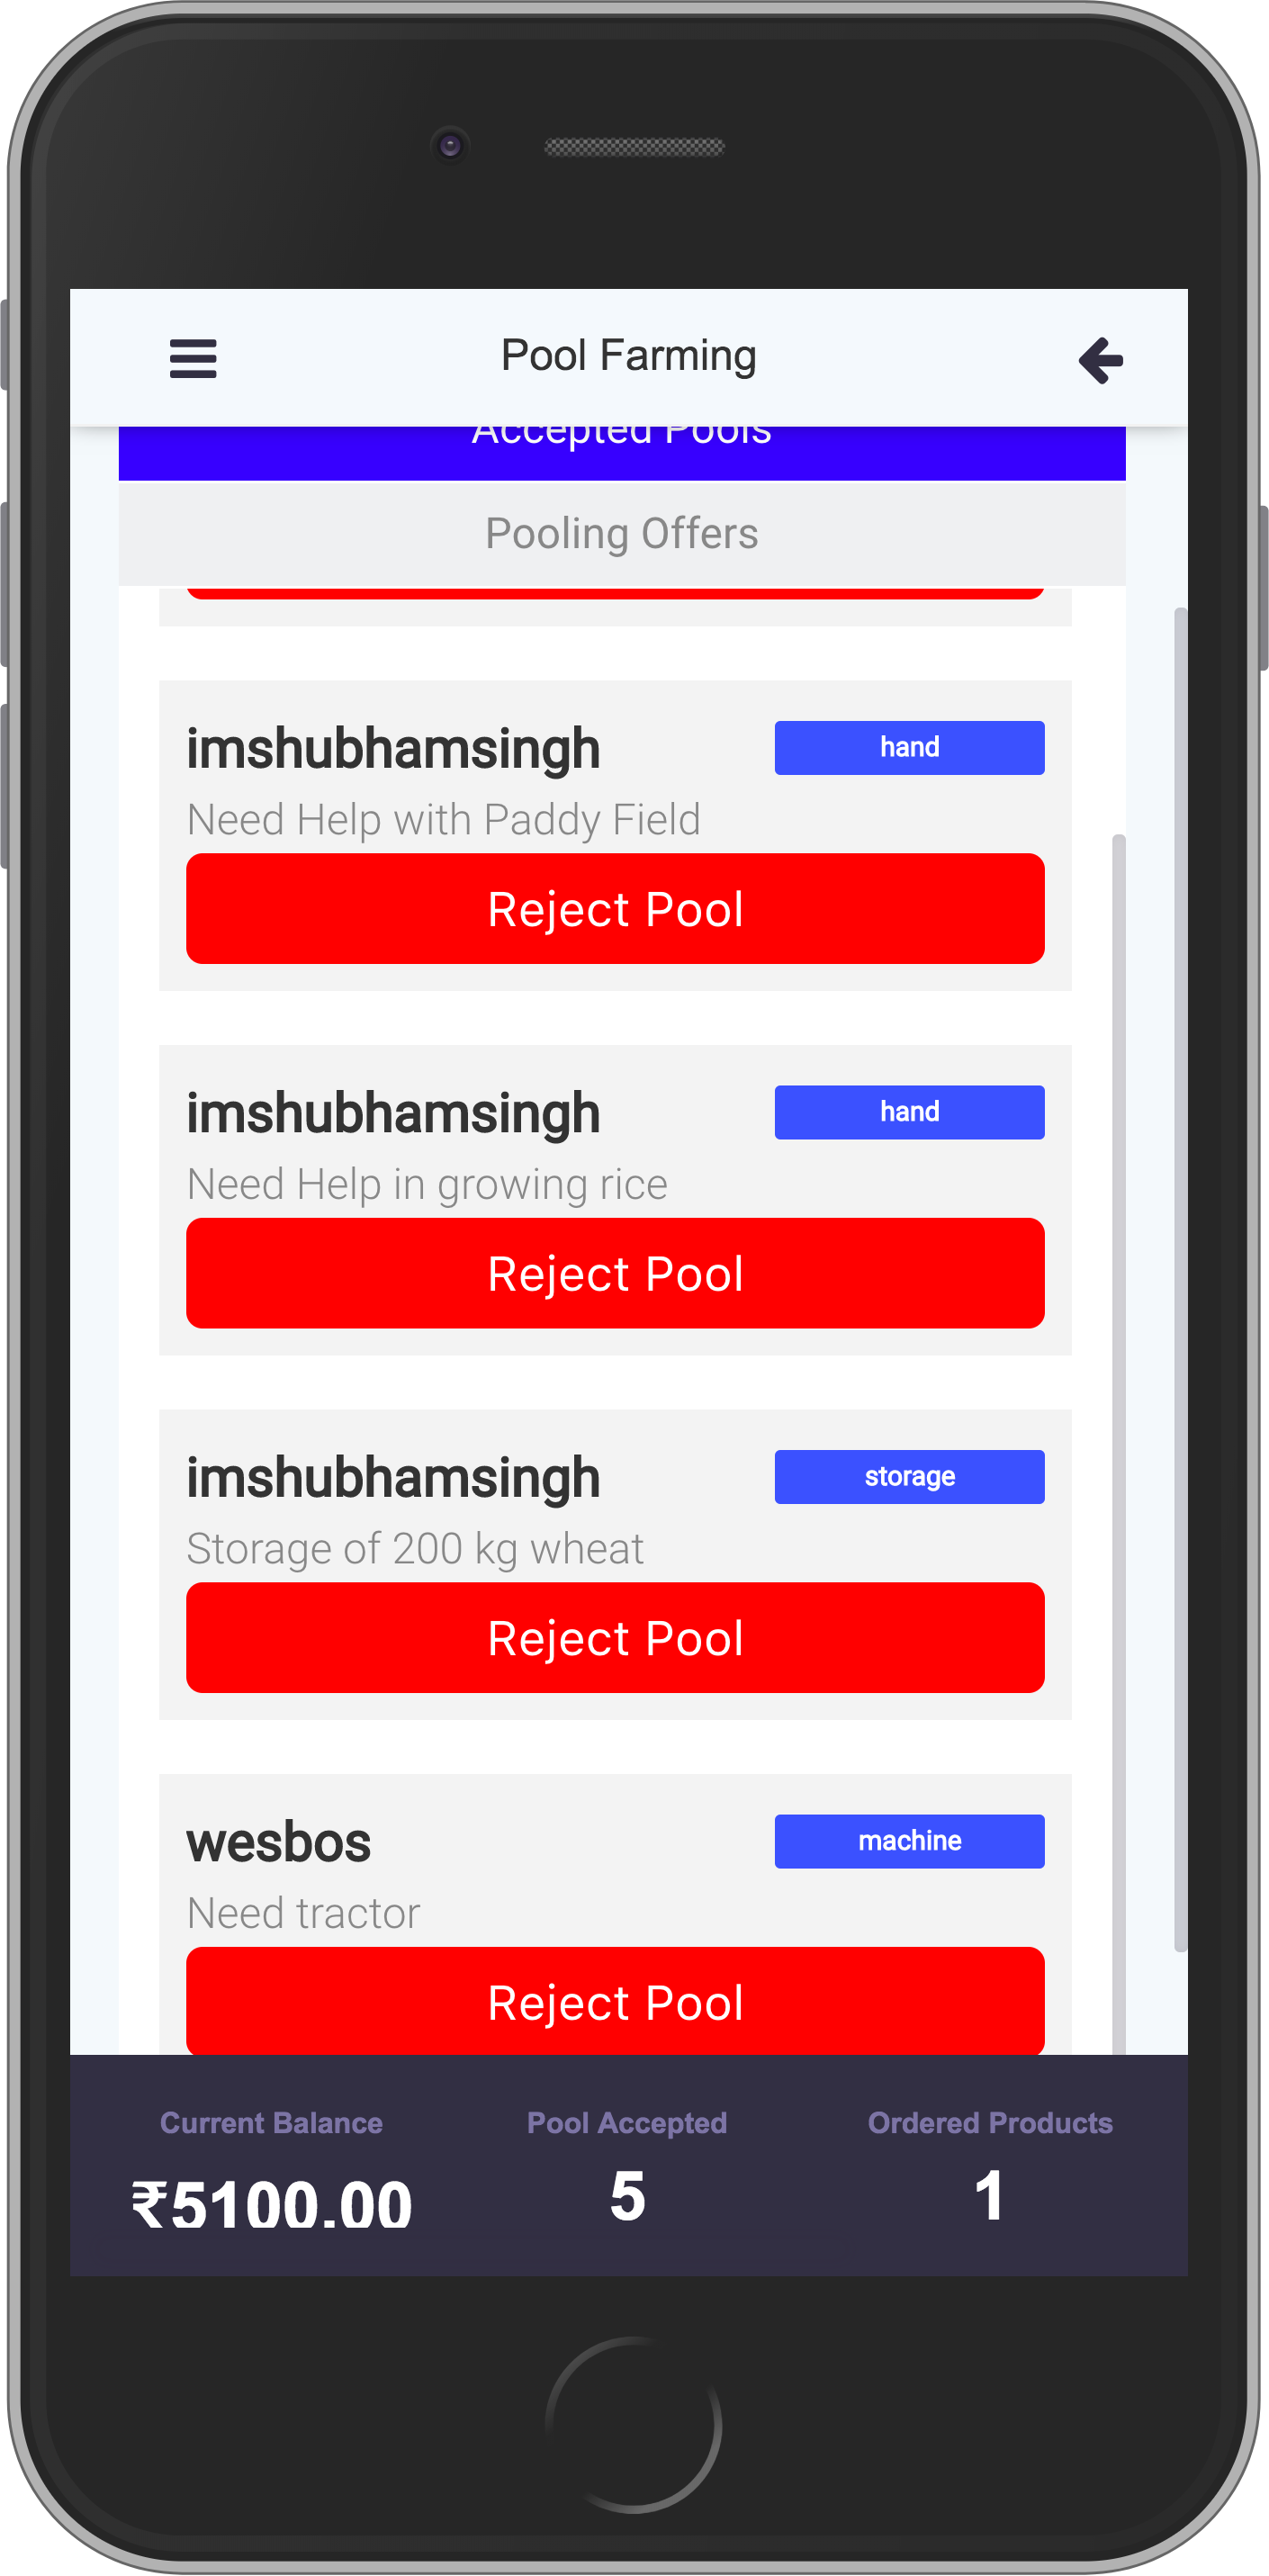 Pool Farming
Accepted Pools
Pooling Offers
imshubhamsingh
hand
Need Help with Paddy Field
Reject Pool
imshubhamsingh
hand
Need Help in growing rice
Reject Pool
imshubhamsingh
storage
Storage of 200 kg wheat
Reject Pool
wesbos
machine
Need tractor
Reject Pool
Current Balance
Pool Accepted
Ordered Products
₹5100.00
5
1